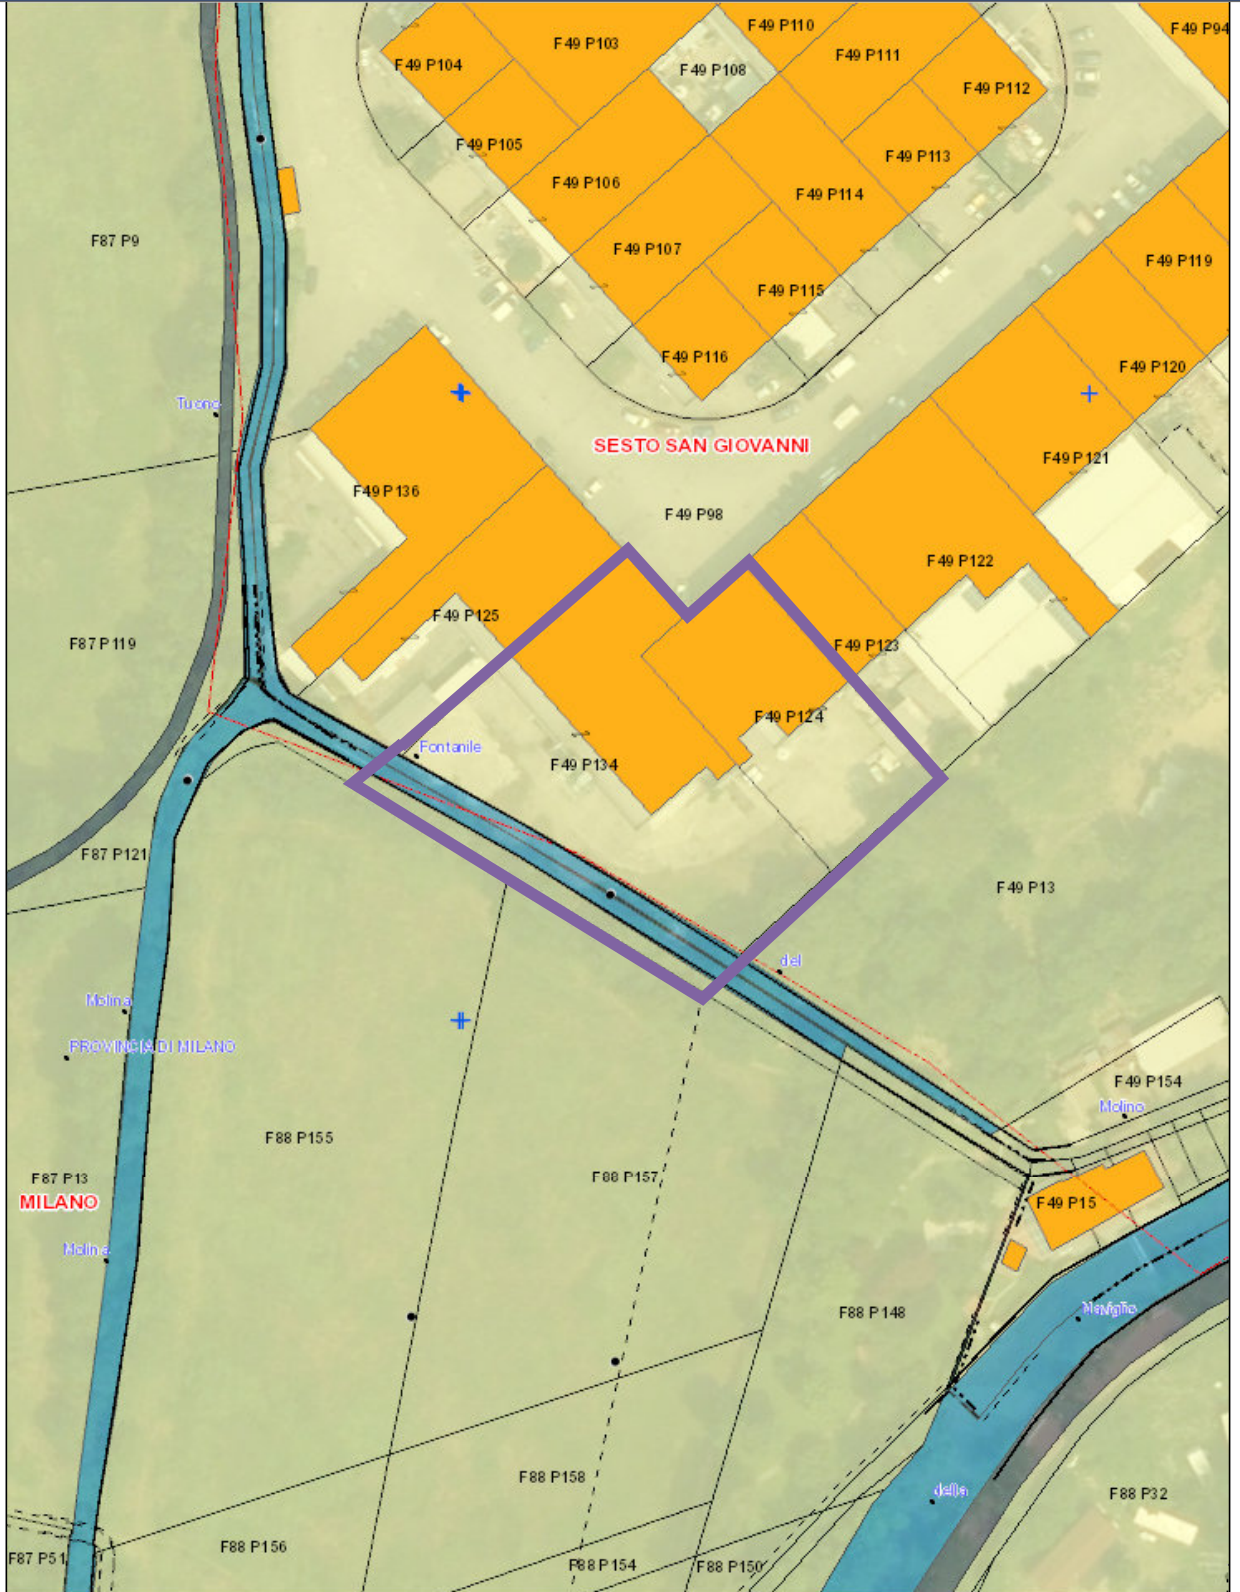 F49 P110
F49 P94
F49 P103
F49 P111
F49 P104
F49 P108
F49 P112
F49 P105
F49 P113
F49 P106
F49 P114
F87 P9
F49 P107
F49 P119
F49 P115
F49 P116
F49 P120
Tuono
SESTO SAN GIOVANNI
F49 P121
F49 P136
F49 P98
F49 P122
F49 P125
F87 P119
F49 P123
F49 P124
Fontanile
F49 P134
F87 P121
F49 P13
del
Molina
PROVINCIA DI MILANO
F49 P154
Molino
F88 P155
F87 P13
F88 P157
MILANO
F49 P15
Molina
F88 P148
Naviglio
F88 P158
della
F88 P32
F88 P156
F87 P51
F88 P154
F88 P150